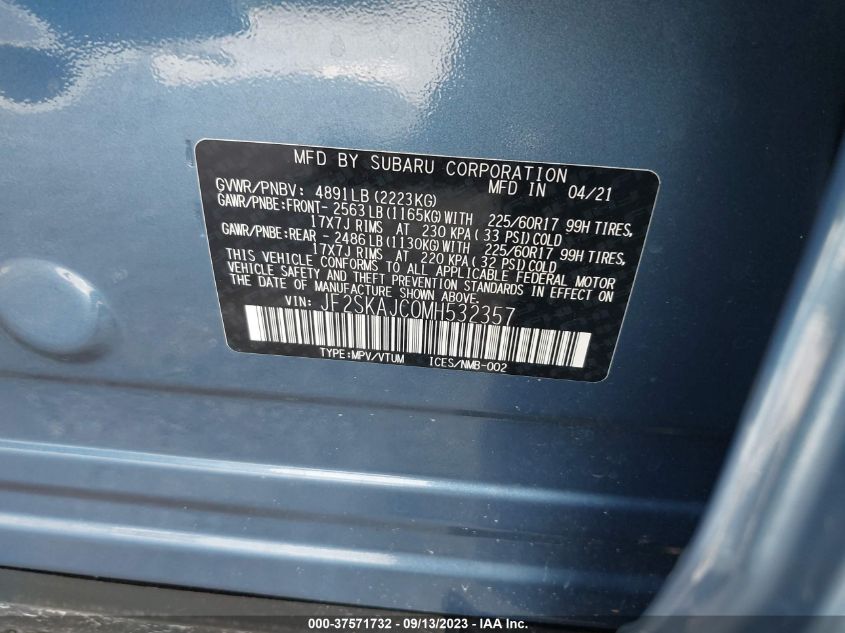 MFD BY SUBARU CORPORATION
GVWR/PNBV: 4891LB (2223KG) MFD IN 04/21
GAWR/PNBE:FRONT- 2563LB (1165KG) WITH 225/60R17 99H TIRES,
17X7J RIMS AT 230 KPA (33 PSI) COLD
GAWR/PNBE:REAR - 2486LB (1130KG) WITH 225/60R17 99H TIRES,
17X7J RIMS AT 220 KPA (32 PSI) COLD
THIS VEHICLE CONFORMS TO ALL APPLICABLE FEDERAL MOTOR
VEHICLE SAFETY AND THEFT PREVENTION STANDARDS IN EFFECT ON
THE DATE OF MANUFACTURE SHOWN ABOVE.
VIN: JF2SKAJC0MH532357
TYPE:MPV/VTUM ICES/NMB-002
000-37571732 - 09/13/2023 - IAA Inc.